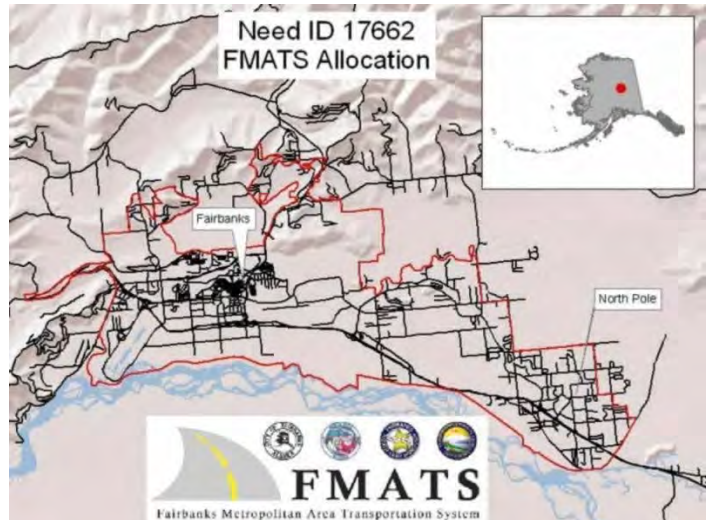 Need ID 17662
FMATS Allocation
Fairbanks
North Pole
FMATS
Fairbanks Metropolitan Area Transportation System